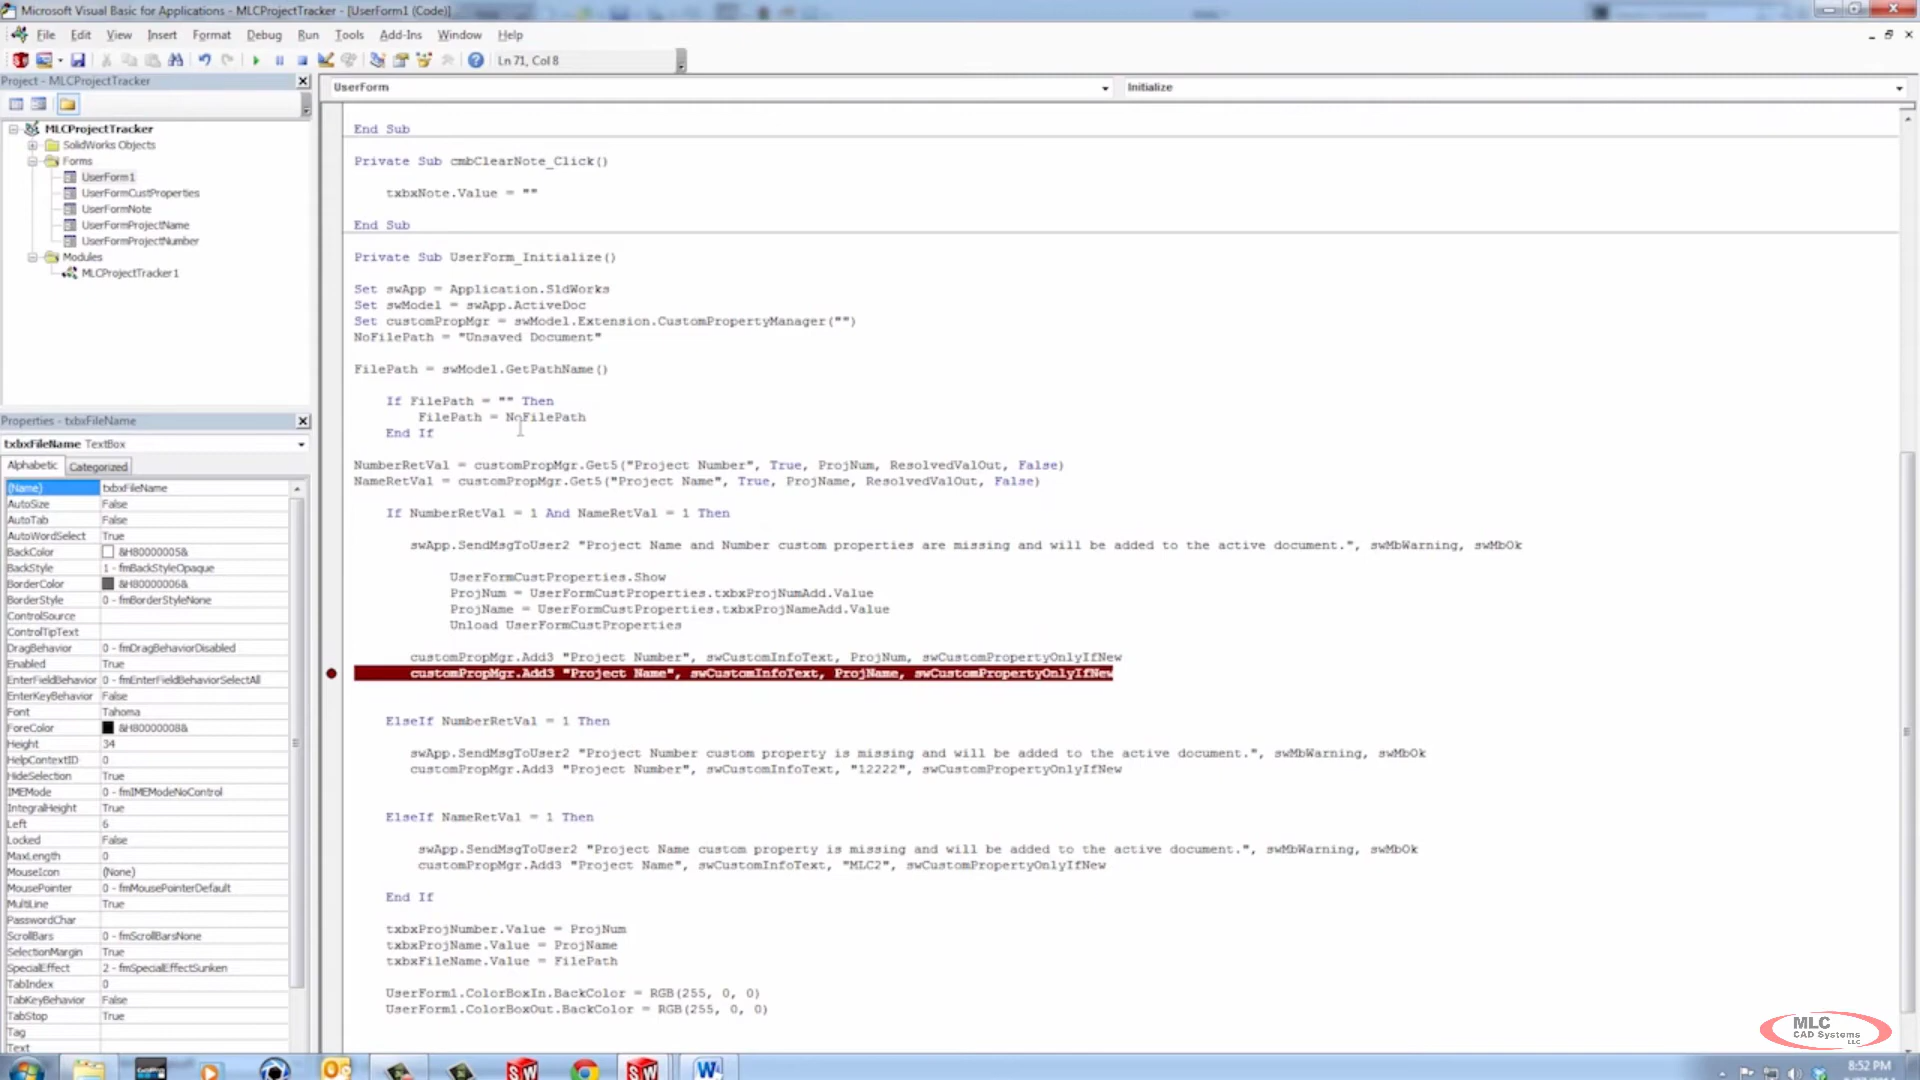 Microsoft Visual Basic for Applications - MLCProjectTracker - [UserForm1 (Code)]
File Edit View Insert Format Debug Run Tools Add-Ins Window Help
Ln 71, Col 8
Project - MLCProjectTracker
MLCProjectTracker
SolidWorks Objects
Forms
UserForm1
UserFormCustProperties
UserFormNote
UserFormProjectName
UserFormProjectNumber
Modules
MLCProjectTracker1
Properties - txbxFileName
txbxFileName TextBox
Alphabetic Categorized
(Name) txbxFileName
AutoSize False
AutoTab False
AutoWordSelect True
BackColor &H80000005&
BackStyle 1 - fmBackStyleOpaque
BorderColor &H80000006&
BorderStyle 0 - fmBorderStyleNone
ControlSource
ControlTipText
DragBehavior 0 - fmDragBehaviorDisabled
Enabled True
EnterFieldBehavior 0 - fmEnterFieldBehaviorSelectAll
EnterKeyBehavior False
Font Tahoma
ForeColor &H80000008&
Height 34
HelpContextID 0
HideSelection True
IMEMode 0 - fmIMEModeNoControl
IntegralHeight True
Left 6
Locked False
MaxLength 0
MouseIcon (None)
MousePointer 0 - fmMousePointerDefault
MultiLine True
PasswordChar
ScrollBars 0 - fmScrollBarsNone
SelectionMargin True
SpecialEffect 2 - fmSpecialEffectSunken
TabIndex 0
TabKeyBehavior False
TabStop True
Tag
Text
UserForm Initialize
End Sub
Private Sub cmbClearNote_Click()
txbxNote.Value = ""
End Sub
Private Sub UserForm_Initialize()
Set swApp = Application.SldWorks
Set swModel = swApp.ActiveDoc
Set customPropMgr = swModel.Extension.CustomPropertyManager("")
NoFilePath = "Unsaved Document"
FilePath = swModel.GetPathName()
If FilePath = "" Then
FilePath = NoFilePath
End If
NumberRetVal = customPropMgr.Get5("Project Number", True, ProjNum, ResolvedValOut, False)
NameRetVal = customPropMgr.Get5("Project Name", True, ProjName, ResolvedValOut, False)
If NumberRetVal = 1 And NameRetVal = 1 Then
swApp.SendMsgToUser2 "Project Name and Number custom properties are missing and will be added to the active document.", swMbWarning, swMbOk
UserFormCustProperties.Show
ProjNum = UserFormCustProperties.txbxProjNumAdd.Value
ProjName = UserFormCustProperties.txbxProjNameAdd.Value
Unload UserFormCustProperties
customPropMgr.Add3 "Project Number", swCustomInfoText, ProjNum, swCustomPropertyOnlyIfNew
customPropMgr.Add3 "Project Name", swCustomInfoText, ProjName, swCustomPropertyOnlyIfNew
ElseIf NumberRetVal = 1 Then
swApp.SendMsgToUser2 "Project Number custom property is missing and will be added to the active document.", swMbWarning, swMbOk
customPropMgr.Add3 "Project Number", swCustomInfoText, "12222", swCustomPropertyOnlyIfNew
ElseIf NameRetVal = 1 Then
swApp.SendMsgToUser2 "Project Name custom property is missing and will be added to the active document.", swMbWarning, swMbOk
customPropMgr.Add3 "Project Name", swCustomInfoText, "MLC2", swCustomPropertyOnlyIfNew
End If
txbxProjNumber.Value = ProjNum
txbxProjName.Value = ProjName
txbxFileName.Value = FilePath
UserForm1.ColorBoxIn.BackColor = RGB(255, 0, 0)
UserForm1.ColorBoxOut.BackColor = RGB(255, 0, 0)
MLC
CAD Systems
LLC
8:52 PM